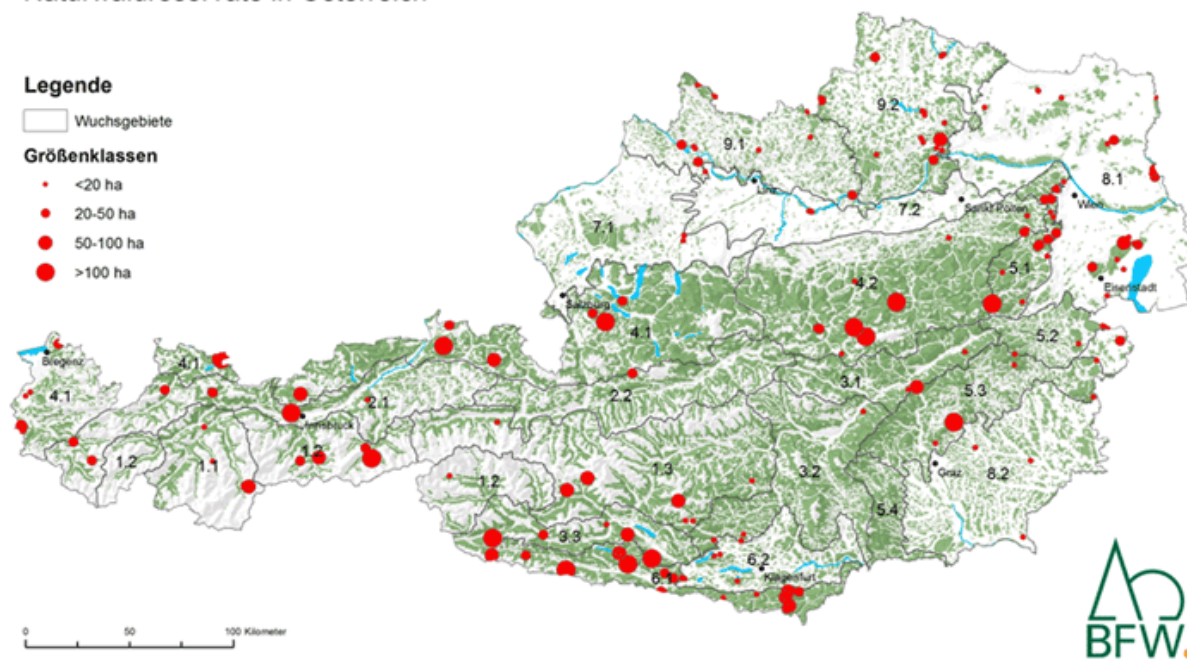 Naturwaldreservate in Österreich
Legende
Wuchsgebiete
Größenklassen
<20 ha
20-50 ha
50-100 ha
>100 ha
9.2
9.1
8.1
Linz
Wien
7.2
Sankt Pölten
7.1
5.1
Eisenstadt
4.2
Salzburg
4.1
5.2
Bregenz
4.1
3.1
2.2
5.3
4.1
2.1
Innsbruck
1.2
1.2
1.1
1.3
1.2
3.2
Graz
8.2
5.4
3.3
6.2
6.1
Klagenfurt
0 50 100 Kilometer
BFW